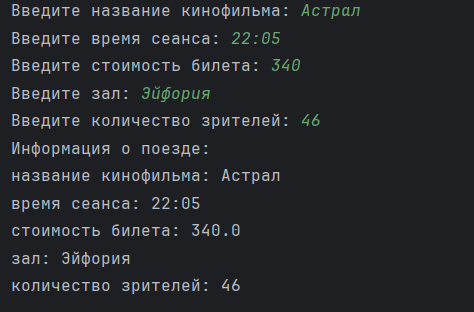 Введите название кинофильма: Астрал
Введите время сеанса: 22:05
Введите стоимость билета: 340
Введите зал: Эйфория
Введите количество зрителей: 46
Информация о поезде:
название кинофильма: Астрал
время сеанса: 22:05
стоимость билета: 340.0
зал: Эйфория
количество зрителей: 46